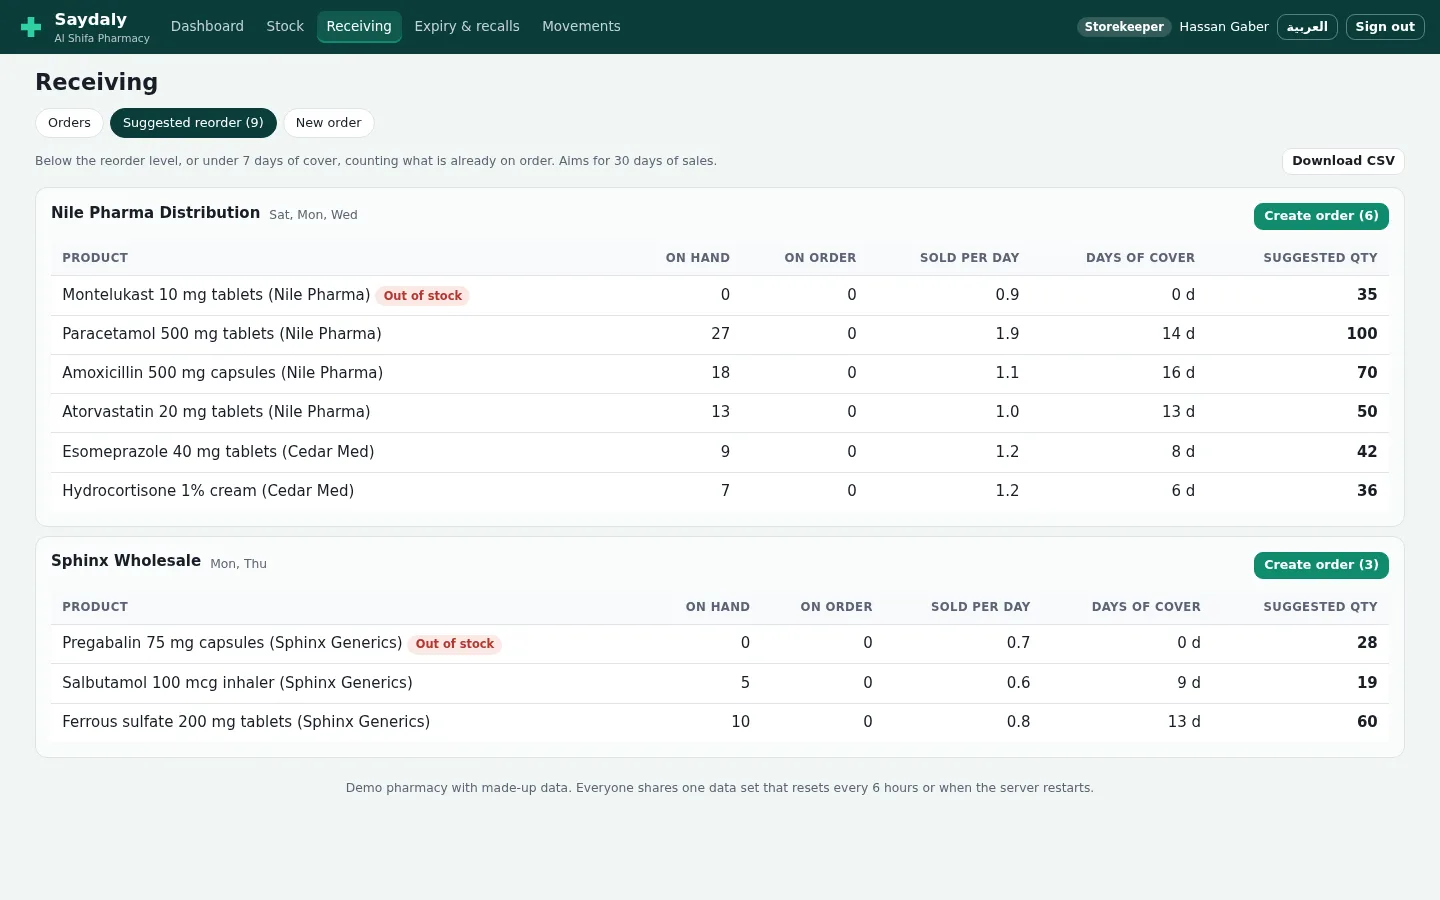 Saydaly
Al Shifa Pharmacy
Dashboard Stock Receiving Expiry & recalls Movements
Storekeeper Hassan Gaber العربية Sign out
Receiving
Orders Suggested reorder (9) New order
Below the reorder level, or under 7 days of cover, counting what is already on order. Aims for 30 days of sales.
Download CSV
Nile Pharma Distribution Sat, Mon, Wed
Create order (6)
PRODUCT ON HAND ON ORDER SOLD PER DAY DAYS OF COVER SUGGESTED QTY
Montelukast 10 mg tablets (Nile Pharma) Out of stock 0 0 0.9 0 d 35
Paracetamol 500 mg tablets (Nile Pharma) 27 0 1.9 14 d 100
Amoxicillin 500 mg capsules (Nile Pharma) 18 0 1.1 16 d 70
Atorvastatin 20 mg tablets (Nile Pharma) 13 0 1.0 13 d 50
Esomeprazole 40 mg tablets (Cedar Med) 9 0 1.2 8 d 42
Hydrocortisone 1% cream (Cedar Med) 7 0 1.2 6 d 36
Sphinx Wholesale Mon, Thu
Create order (3)
PRODUCT ON HAND ON ORDER SOLD PER DAY DAYS OF COVER SUGGESTED QTY
Pregabalin 75 mg capsules (Sphinx Generics) Out of stock 0 0 0.7 0 d 28
Salbutamol 100 mcg inhaler (Sphinx Generics) 5 0 0.6 9 d 19
Ferrous sulfate 200 mg tablets (Sphinx Generics) 10 0 0.8 13 d 60
Demo pharmacy with made-up data. Everyone shares one data set that resets every 6 hours or when the server restarts.